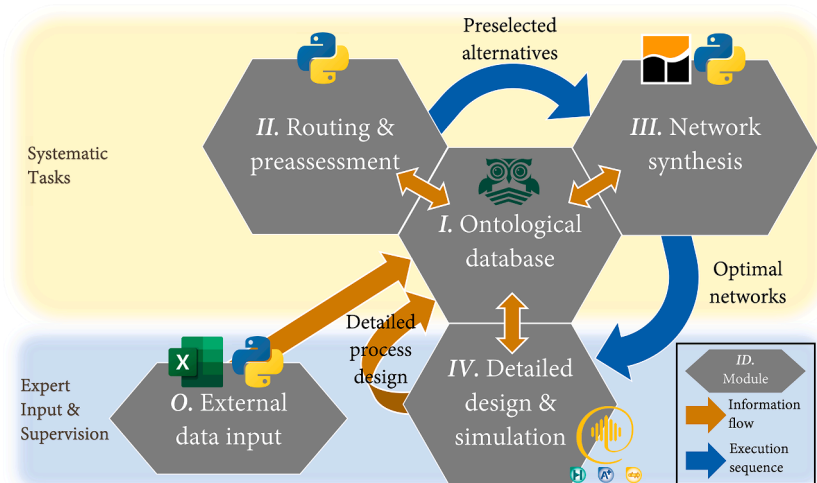 Preselected
alternatives
II. Routing &
preassessment
III. Network
synthesis
Systematic
Tasks
I. Ontological
database
Optimal
networks
Detailed
process
design
Expert
Input &
Supervision
X
O. External
data input
IV. Detailed
design &
simulation
ID.
Module
Information
flow
Execution
sequence